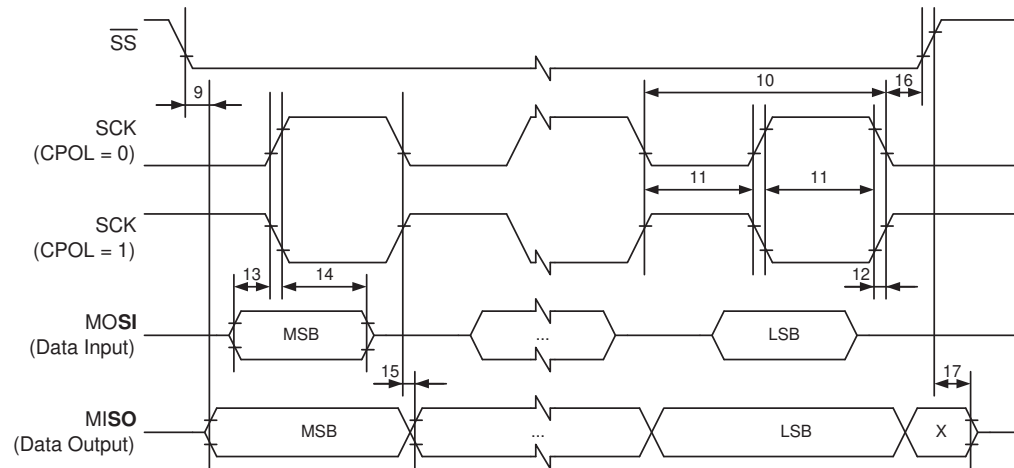 SS
10
9
16
SCK
(CPOL = 0)
11
11
SCK
(CPOL = 1)
13
14
12
MOSI
(Data Input)
MSB
...
LSB
15
17
MISO
(Data Output)
MSB
...
LSB
X